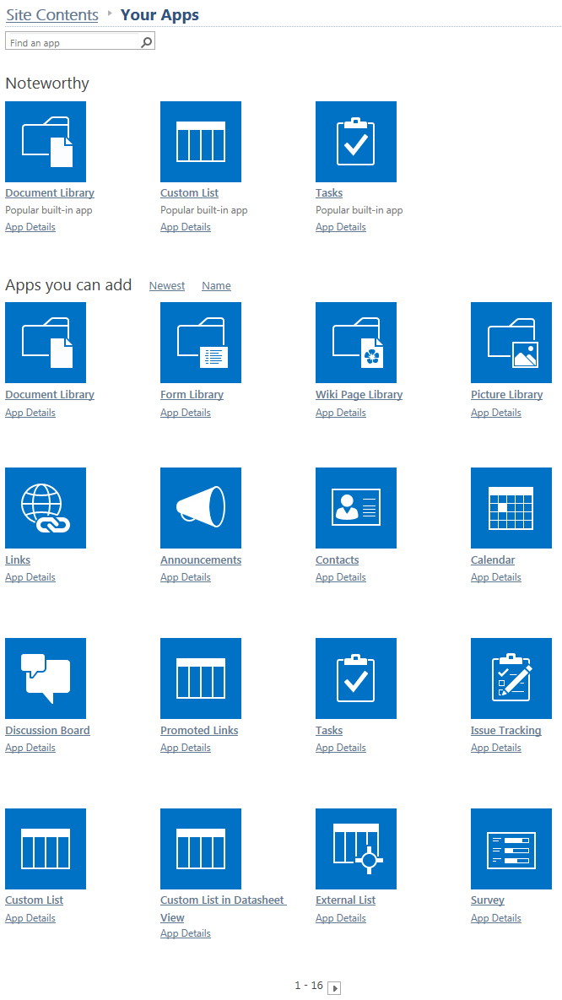 Site Contents Your Apps
Find an app
Noteworthy
Document Library Custom List Tasks
Popular built-in app Popular built-in app Popular built-in app
App Details App Details App Details
Apps you can add Newest Name
Document Library Form Library Wiki Page Library Picture Library
App Details App Details App Details App Details
Links Announcements Contacts Calendar
App Details App Details App Details App Details
Discussion Board Promoted Links Tasks Issue Tracking
App Details App Details App Details App Details
Custom List Custom List in Datasheet External List Survey
App Details View App Details App Details
App Details
1 - 16